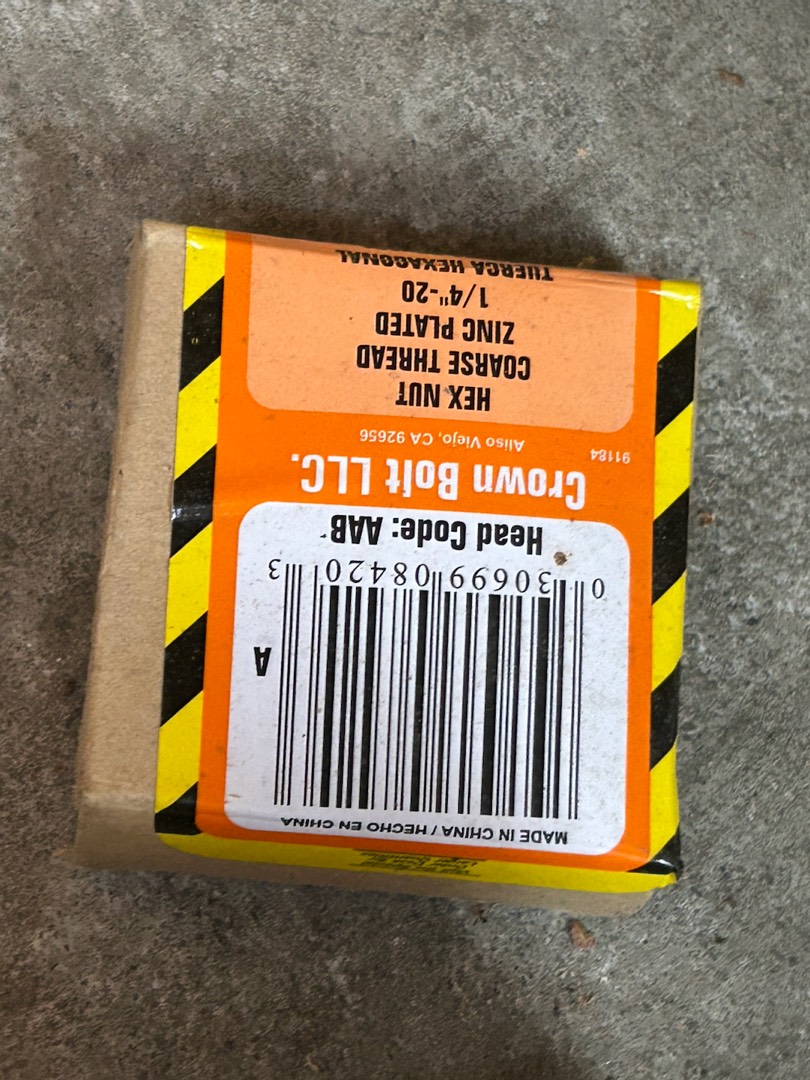 MADE IN CHINA / HECHO EN CHINA
A
0 30699 08420 3
Head Code: AAB
Crown Bolt LLC.
91184
Aliso Viejo, CA 92656
HEX NUT
COARSE THREAD
ZINC PLATED
1/4"-20
TUERCA HEXAGONAL